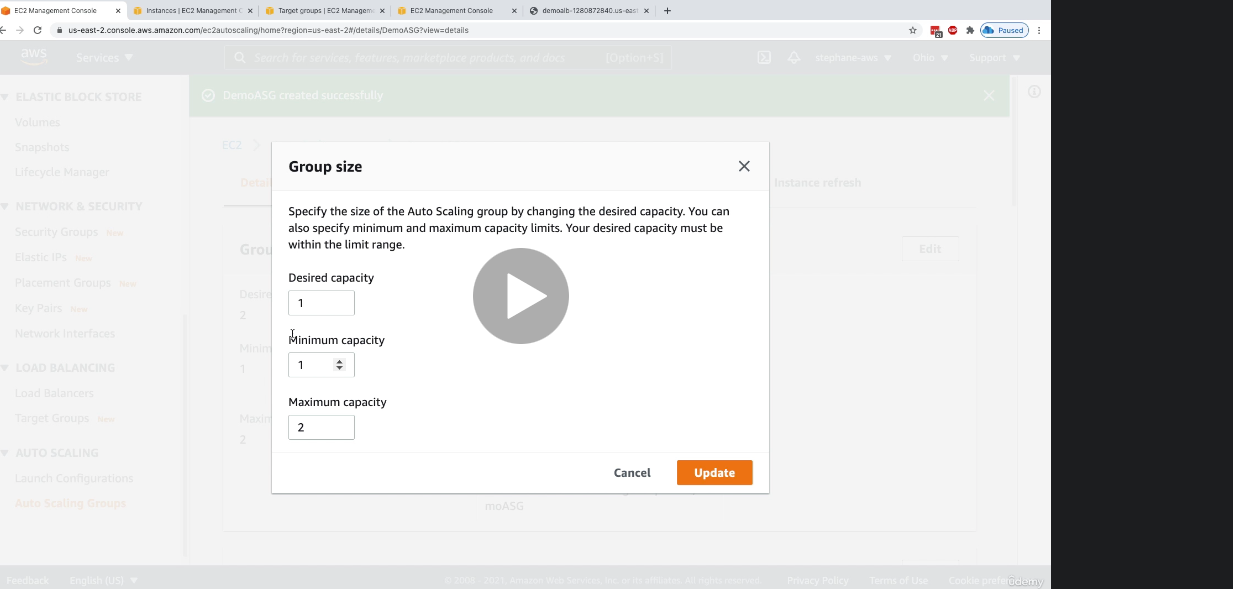 EC2 Management Console
Instances | EC2 Management C
Target groups | EC2 Managem
EC2 Management Console
demoalb-1280872840.us-east
us-east-2.console.aws.amazon.com/ec2autoscaling/home?region=us-east-2#/details/DemoASG?view=details
Paused
aws
Services
Search for services, features, marketplace products, and docs
[Option+S]
stephane-aws
Ohio
Support
ELASTIC BLOCK STORE
Volumes
Snapshots
Lifecycle Manager
NETWORK & SECURITY
Security Groups New
Elastic IPs New
Placement Groups New
Key Pairs New
Network Interfaces
LOAD BALANCING
Load Balancers
Target Groups New
AUTO SCALING
Launch Configurations
Auto Scaling Groups
DemoASG created successfully
EC2
Detail
Instance refresh
Grou
Edit
Desire
2
Minim
1
Maxim
2
moASG
Group size
Specify the size of the Auto Scaling group by changing the desired capacity. You can
also specify minimum and maximum capacity limits. Your desired capacity must be
within the limit range.
Desired capacity
1
Minimum capacity
1
Maximum capacity
2
Cancel
Update
Feedback
English (US)
© 2008 - 2021, Amazon Web Services, Inc. or its affiliates. All rights reserved.
Privacy Policy
Terms of Use
Cookie prefer
ûdemy